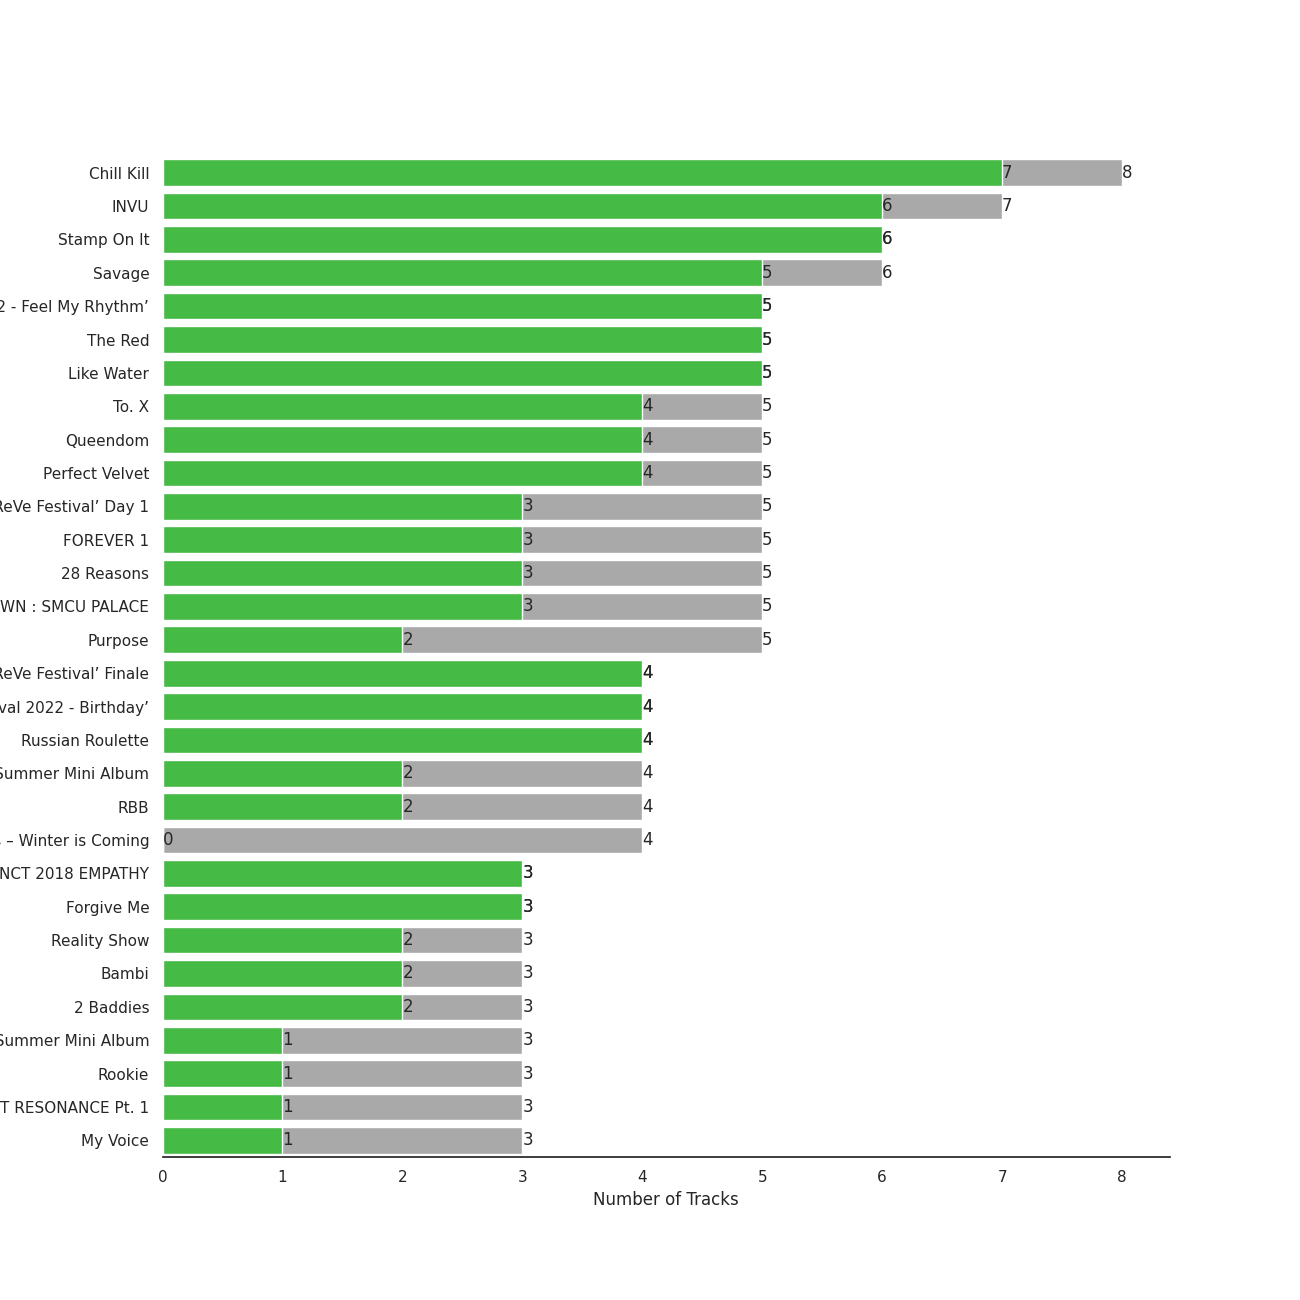 Chill Kill 7 8
INVU 6 7
Stamp On It 6
Savage 5 6
2 - Feel My Rhythm’ 5
The Red 5
Like Water 5
To. X 4 5
Queendom 4 5
Perfect Velvet 4 5
ReVe Festival’ Day 1 3 5
FOREVER 1 3 5
28 Reasons 3 5
WN : SMCU PALACE 3 5
Purpose 2 5
ReVe Festival’ Finale 4
val 2022 - Birthday’ 4
Russian Roulette 4
Summer Mini Album 2 4
RBB 2 4
– Winter is Coming 0 4
NCT 2018 EMPATHY 3
Forgive Me 3
Reality Show 2 3
Bambi 2 3
2 Baddies 2 3
Summer Mini Album 1 3
Rookie 1 3
T RESONANCE Pt. 1 1 3
My Voice 1 3
0 1 2 3 4 5 6 7 8
Number of Tracks